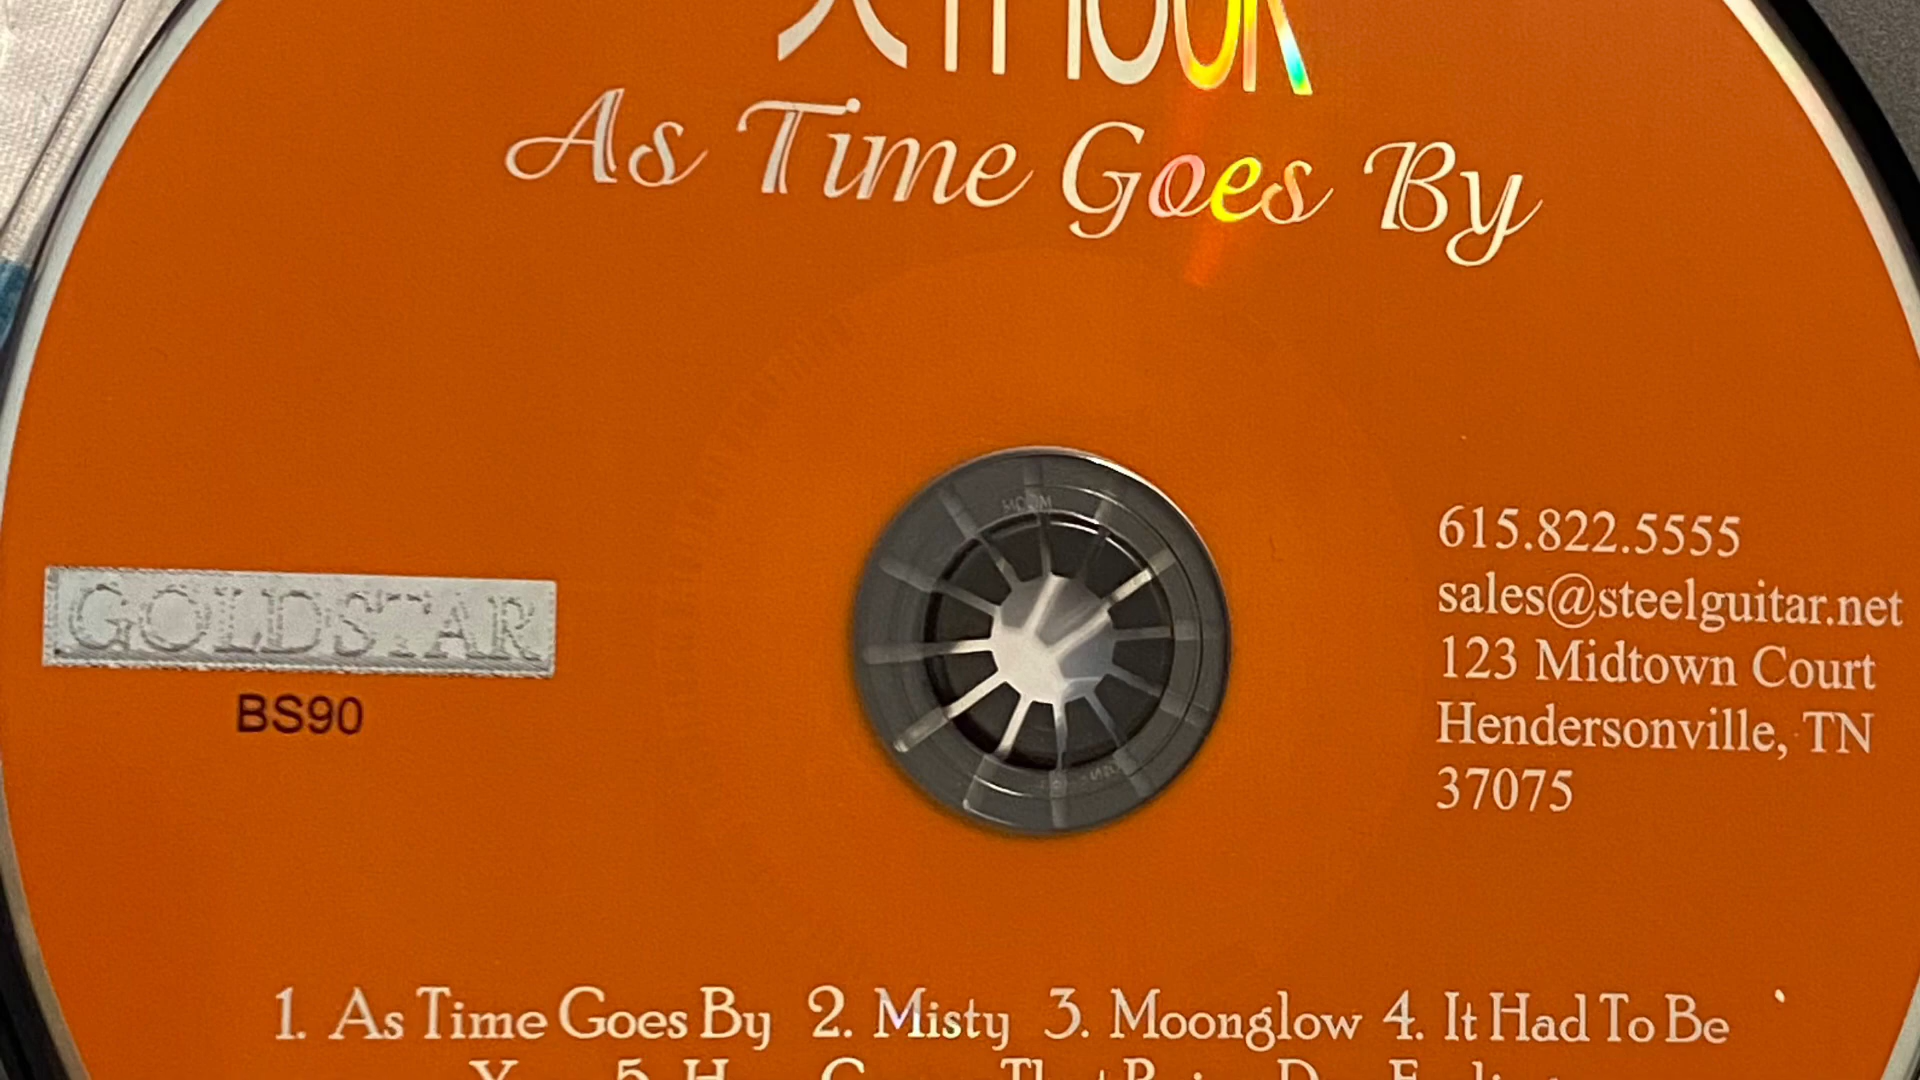 As Time Goes By
GOLDSTAR
BS90
615.822.5555
sales@steelguitar.net
123 Midtown Court
Hendersonville, TN
37075
1. As Time Goes By 2. Misty 3. Moonglow 4. It Had To Be